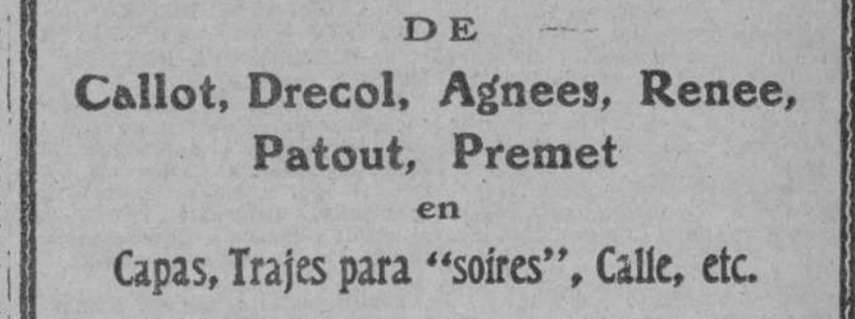 DE
Callot, Drecol, Agnees, Renee,
Patout, Premet
en
Capas, Trajes para "soires", Calle, etc.